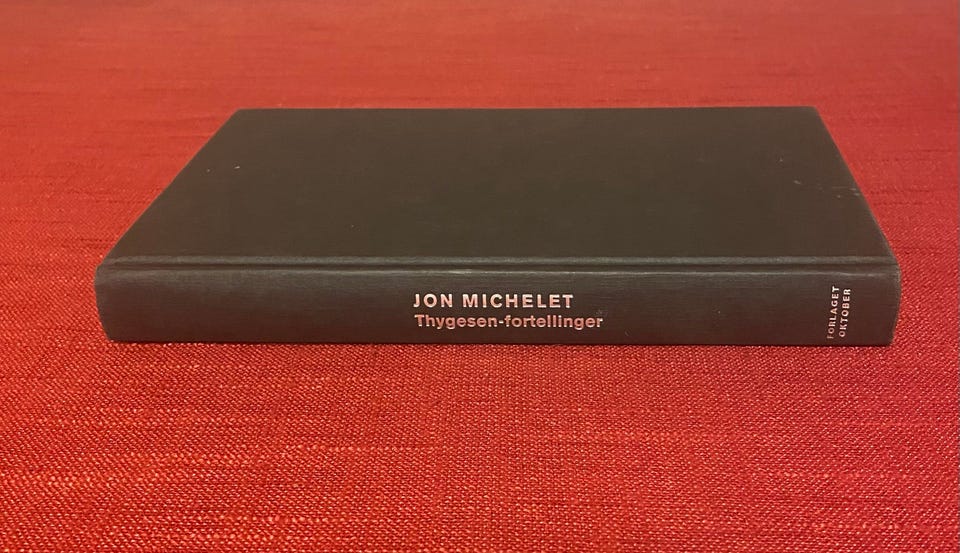 JON MICHELET
Thygesen-fortellinger
FORLAGET
OKTOBER